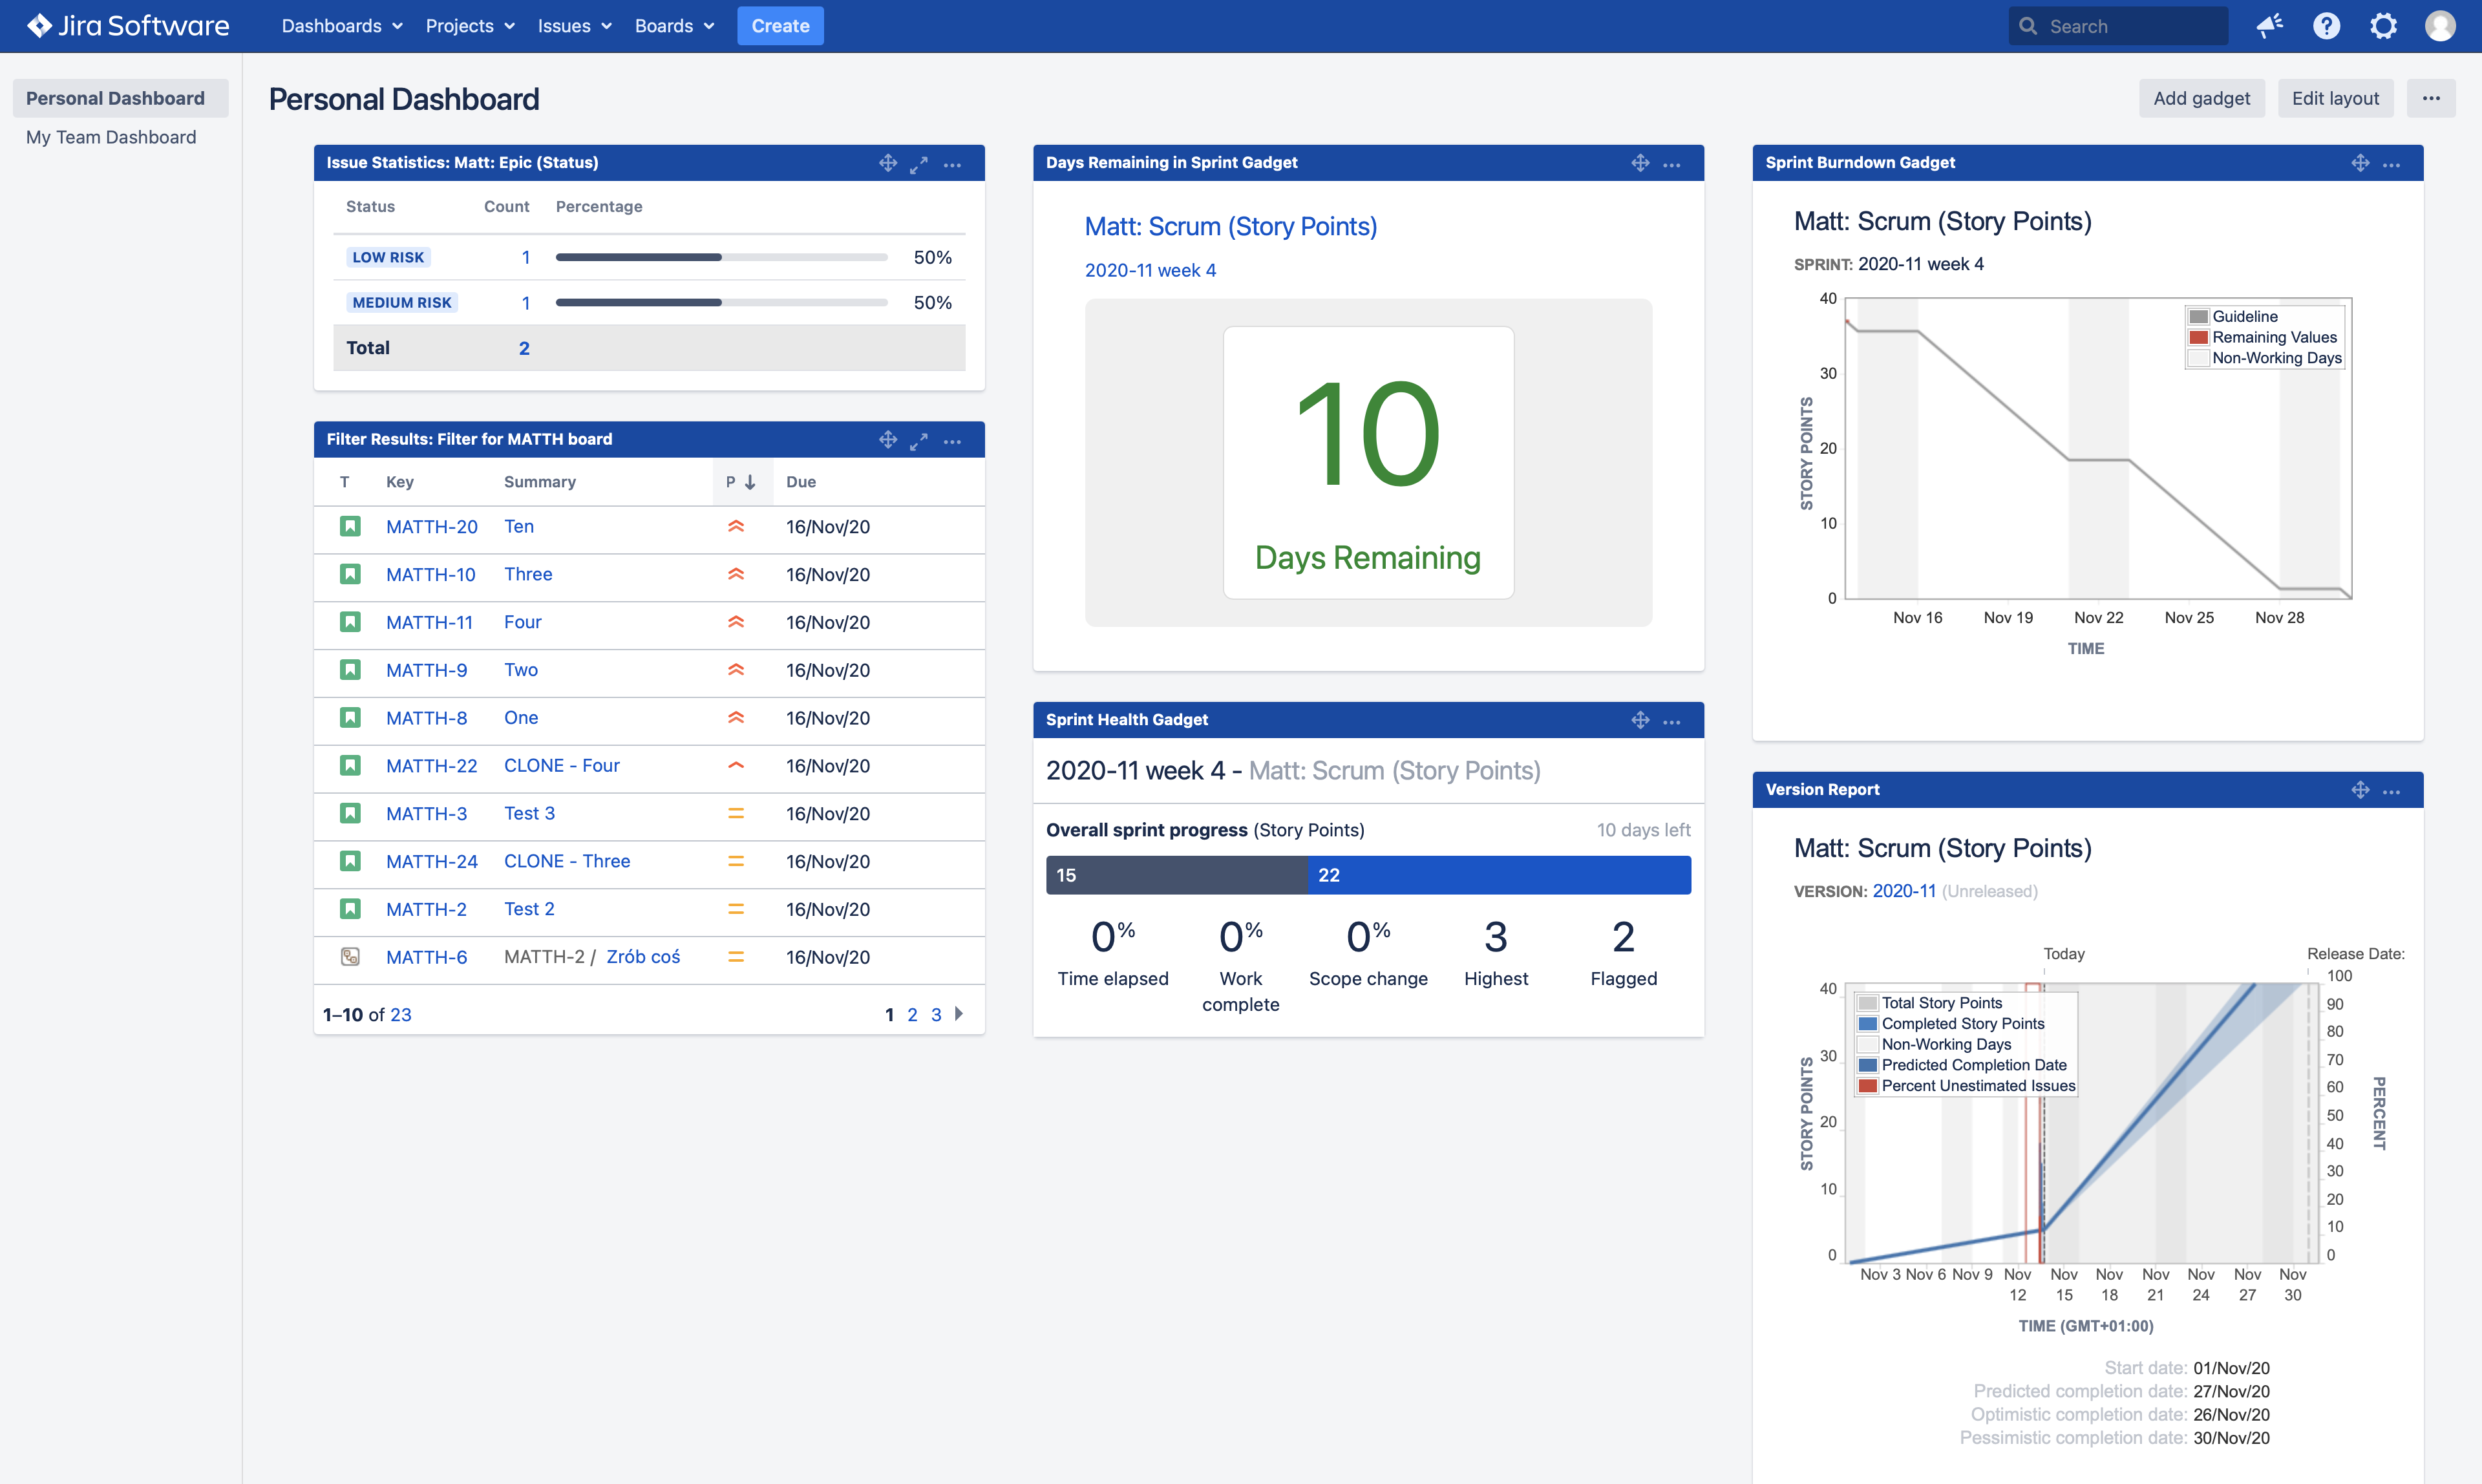 Jira Software Dashboards Projects Issues Boards Create Search
Personal Dashboard
My Team Dashboard
Personal Dashboard
Add gadget Edit layout
Issue Statistics: Matt: Epic (Status)
Status Count Percentage
LOW RISK 1 50%
MEDIUM RISK 1 50%
Total 2
Filter Results: Filter for MATTH board
T Key Summary P Due
MATTH-20 Ten 16/Nov/20
MATTH-10 Three 16/Nov/20
MATTH-11 Four 16/Nov/20
MATTH-9 Two 16/Nov/20
MATTH-8 One 16/Nov/20
MATTH-22 CLONE - Four 16/Nov/20
MATTH-3 Test 3 16/Nov/20
MATTH-24 CLONE - Three 16/Nov/20
MATTH-2 Test 2 16/Nov/20
MATTH-6 MATTH-2 / Zrób coś 16/Nov/20
1–10 of 23 1 2 3
Days Remaining in Sprint Gadget
Matt: Scrum (Story Points)
2020-11 week 4
10
Days Remaining
Sprint Health Gadget
2020-11 week 4 - Matt: Scrum (Story Points)
Overall sprint progress (Story Points) 10 days left
15 22
0% 0% 0% 3 2
Time elapsed Work complete Scope change Highest Flagged
Sprint Burndown Gadget
Matt: Scrum (Story Points)
SPRINT: 2020-11 week 4
40
30
20
10
0
STORY POINTS
Guideline
Remaining Values
Non-Working Days
Nov 16 Nov 19 Nov 22 Nov 25 Nov 28
TIME
Version Report
Matt: Scrum (Story Points)
VERSION: 2020-11 (Unreleased)
Today Release Date:
40
30
20
10
0
STORY POINTS
Total Story Points
Completed Story Points
Non-Working Days
Predicted Completion Date
Percent Unestimated Issues
100
90
80
70
60
50
40
30
20
10
0
PERCENT
Nov 3 Nov 6 Nov 9 Nov 12 Nov 15 Nov 18 Nov 21 Nov 24 Nov 27 Nov 30
TIME (GMT+01:00)
Start date: 01/Nov/20
Predicted completion date: 27/Nov/20
Optimistic completion date: 26/Nov/20
Pessimistic completion date: 30/Nov/20